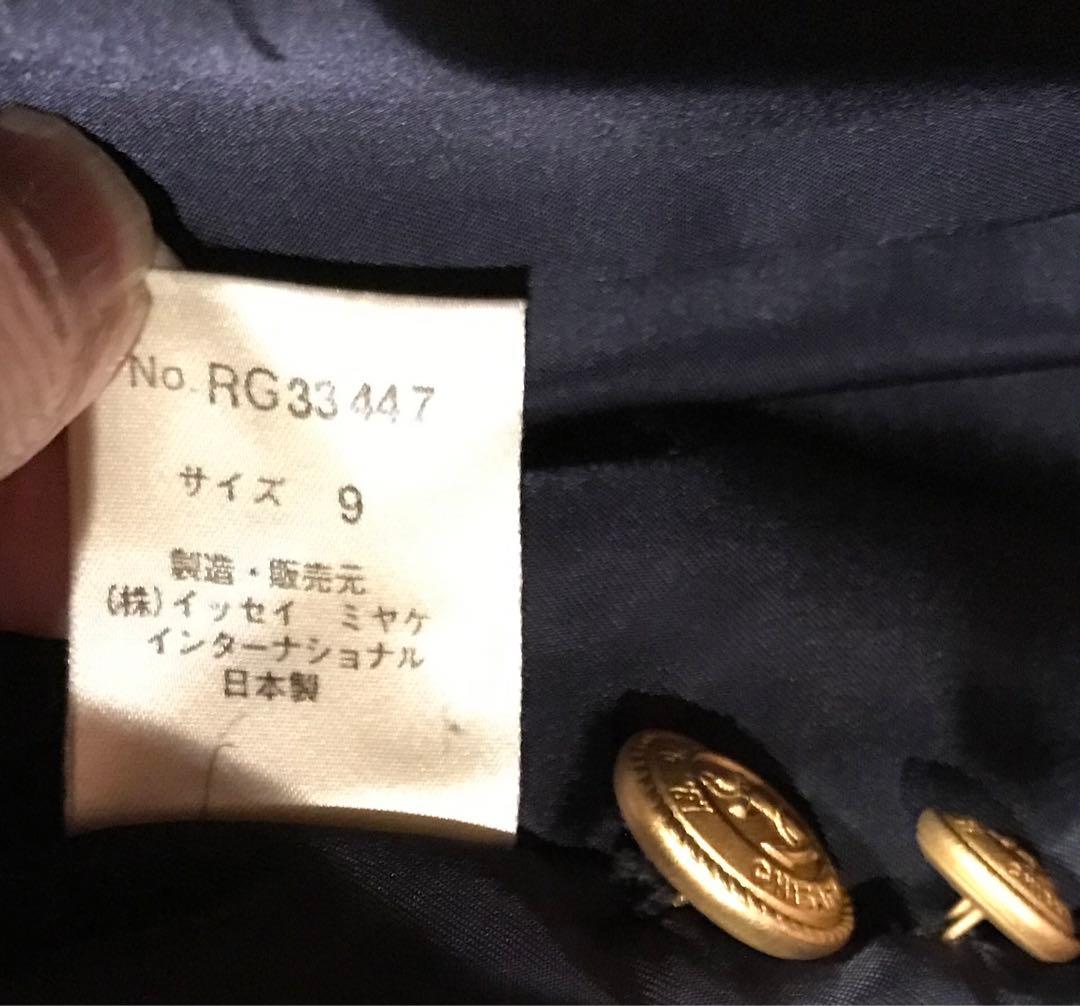 No. RG33447
サイズ 9
製造・販売元
(株)イッセイ ミヤケ
インターナショナル
日本製